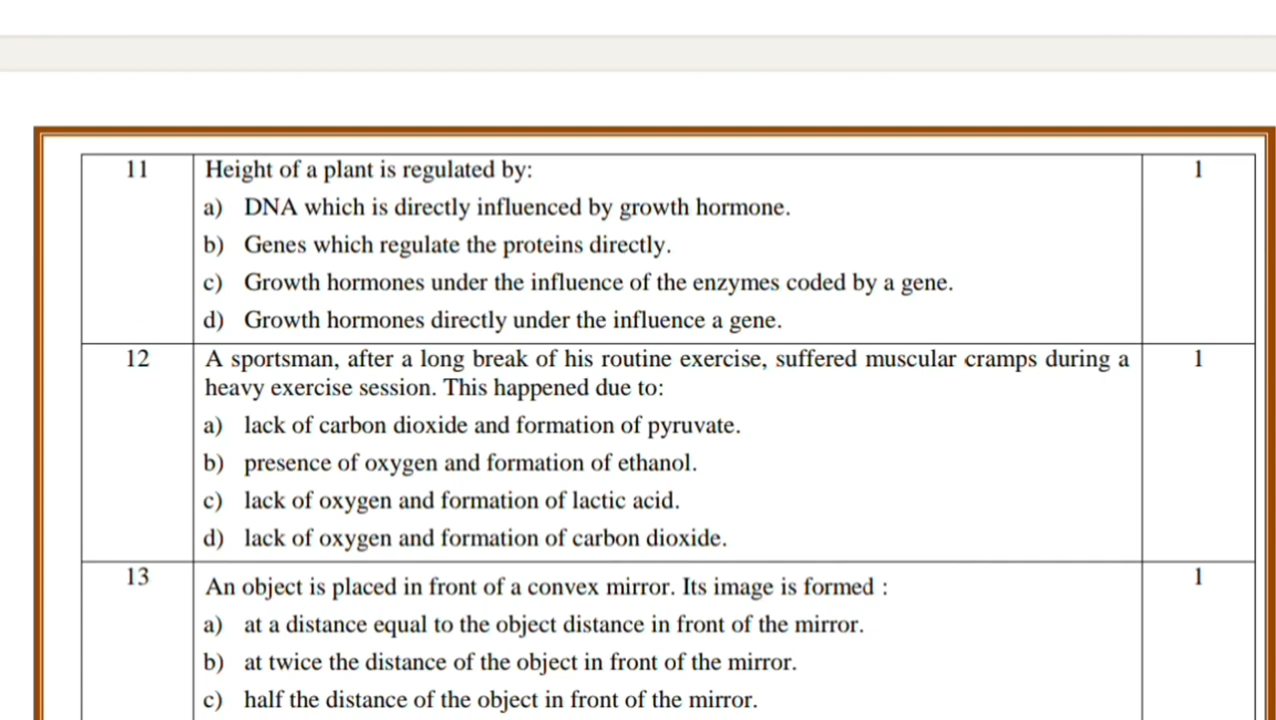 11 Height of a plant is regulated by: 1
a) DNA which is directly influenced by growth hormone.
b) Genes which regulate the proteins directly.
c) Growth hormones under the influence of the enzymes coded by a gene.
d) Growth hormones directly under the influence a gene.
12 A sportsman, after a long break of his routine exercise, suffered muscular cramps during a 1
heavy exercise session. This happened due to:
a) lack of carbon dioxide and formation of pyruvate.
b) presence of oxygen and formation of ethanol.
c) lack of oxygen and formation of lactic acid.
d) lack of oxygen and formation of carbon dioxide.
13 An object is placed in front of a convex mirror. Its image is formed : 1
a) at a distance equal to the object distance in front of the mirror.
b) at twice the distance of the object in front of the mirror.
c) half the distance of the object in front of the mirror.